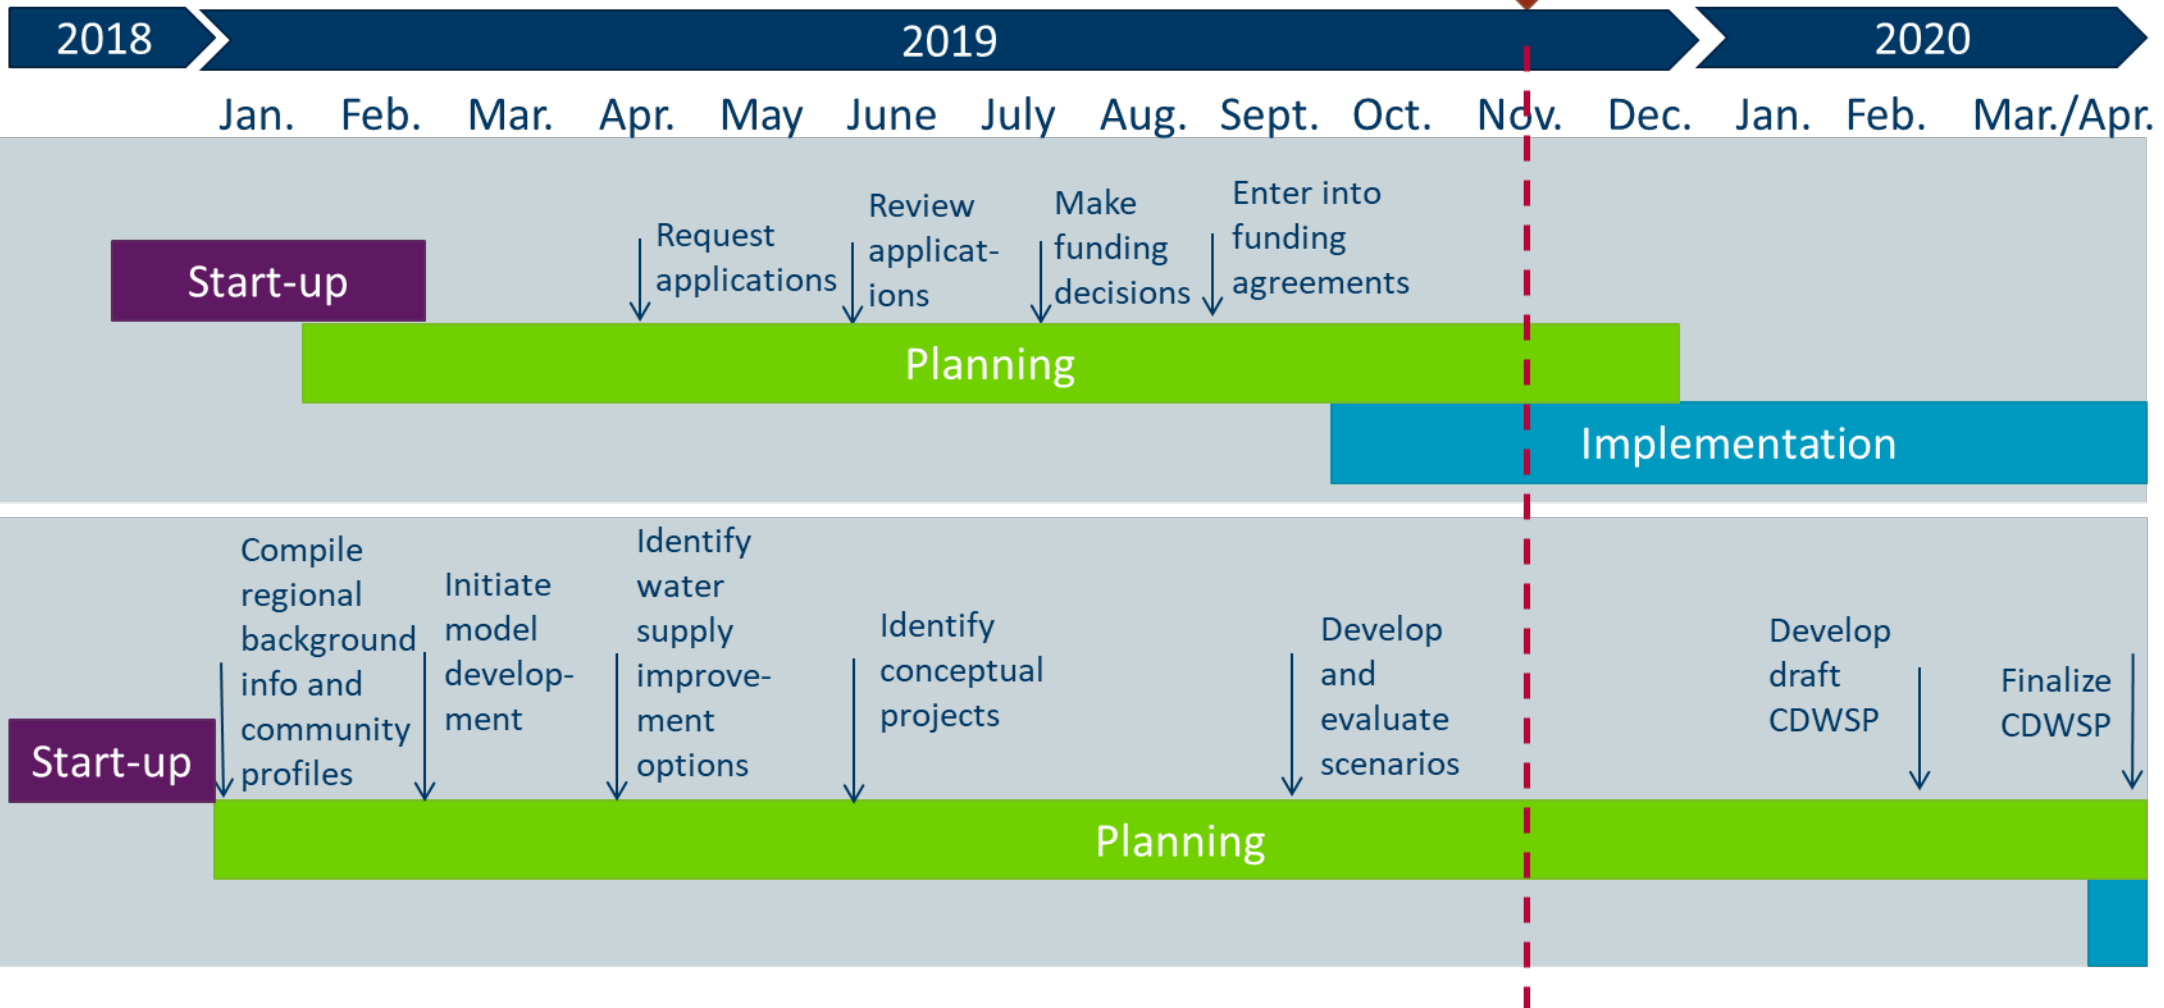 2018
2019
2020
Jan. Feb. Mar. Apr. May June July Aug. Sept. Oct. Nov. Dec. Jan. Feb. Mar./Apr.
Start-up
Request
applications
Review
applicat-
ions
Make
funding
decisions
Enter into
funding
agreements
Planning
Implementation
Start-up
Compile
regional
background
info and
community
profiles
Initiate
model
develop-
ment
Identify
water
supply
improve-
ment
options
Identify
conceptual
projects
Develop
and
evaluate
scenarios
Develop
draft
CDWSP
Finalize
CDWSP
Planning